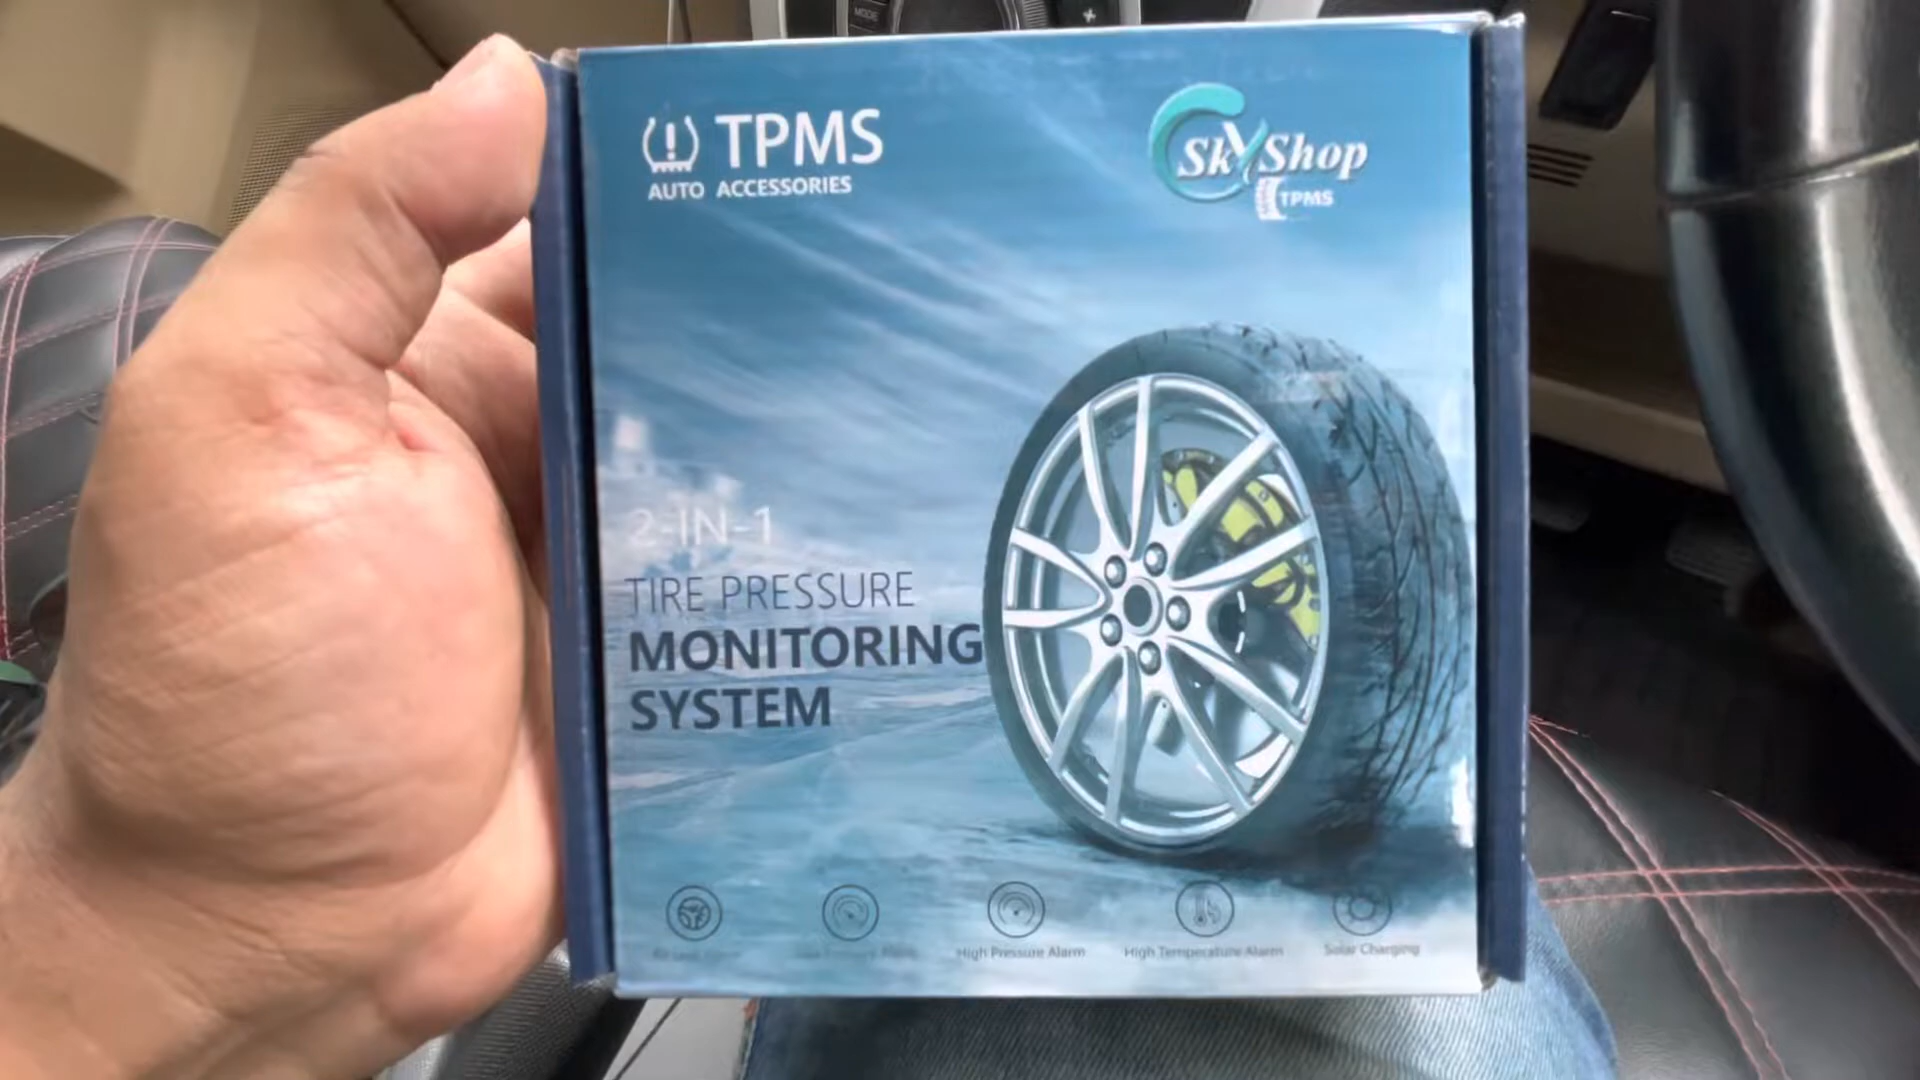 MODE
+
TPMS
AUTO ACCESSORIES
SkyShop
TPMS
2-IN-1
TIRE PRESSURE
MONITORING
SYSTEM
High Pressure Alarm
High Temperature Alarm
Solar Charging